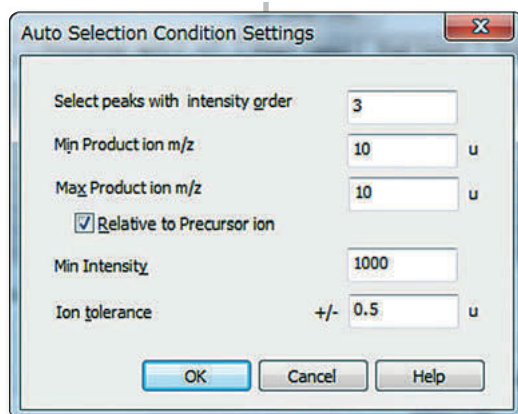 Auto Selection Condition Settings
Select peaks with intensity order 3
Min Product ion m/z 10 u
Max Product ion m/z 10 u
Relative to Precursor ion
Min Intensity 1000
Ion tolerance +/- 0.5 u
OK Cancel Help